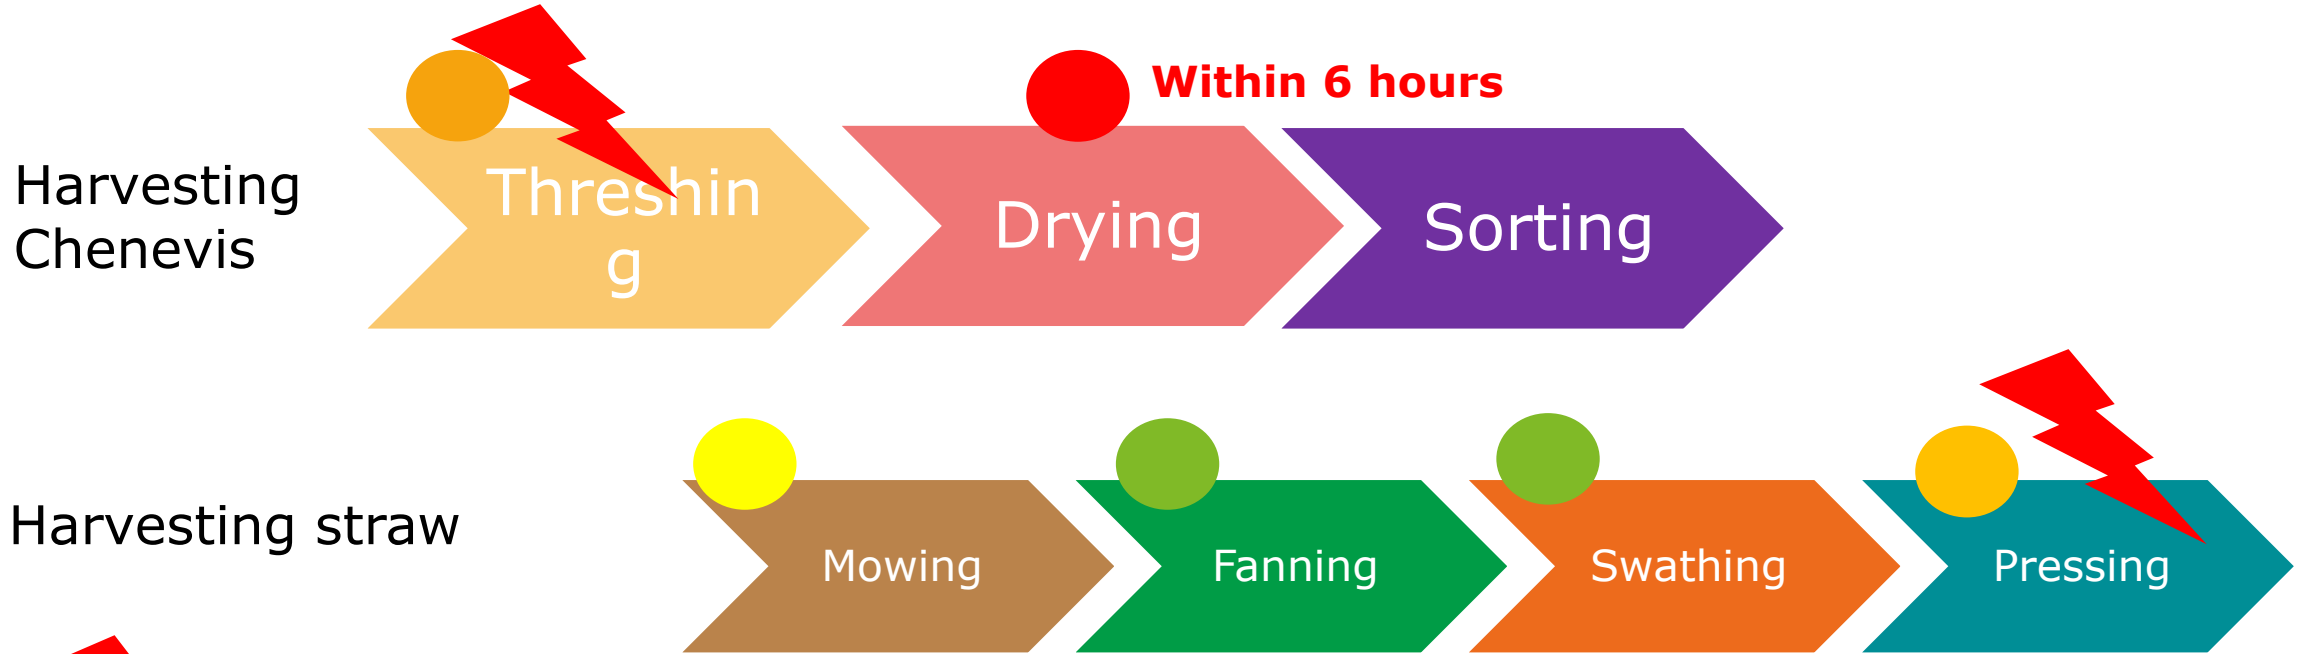 Within 6 hours
Harvesting
Chenevis
Threshin
g
Drying
Sorting
Harvesting straw
Mowing
Fanning
Swathing
Pressing